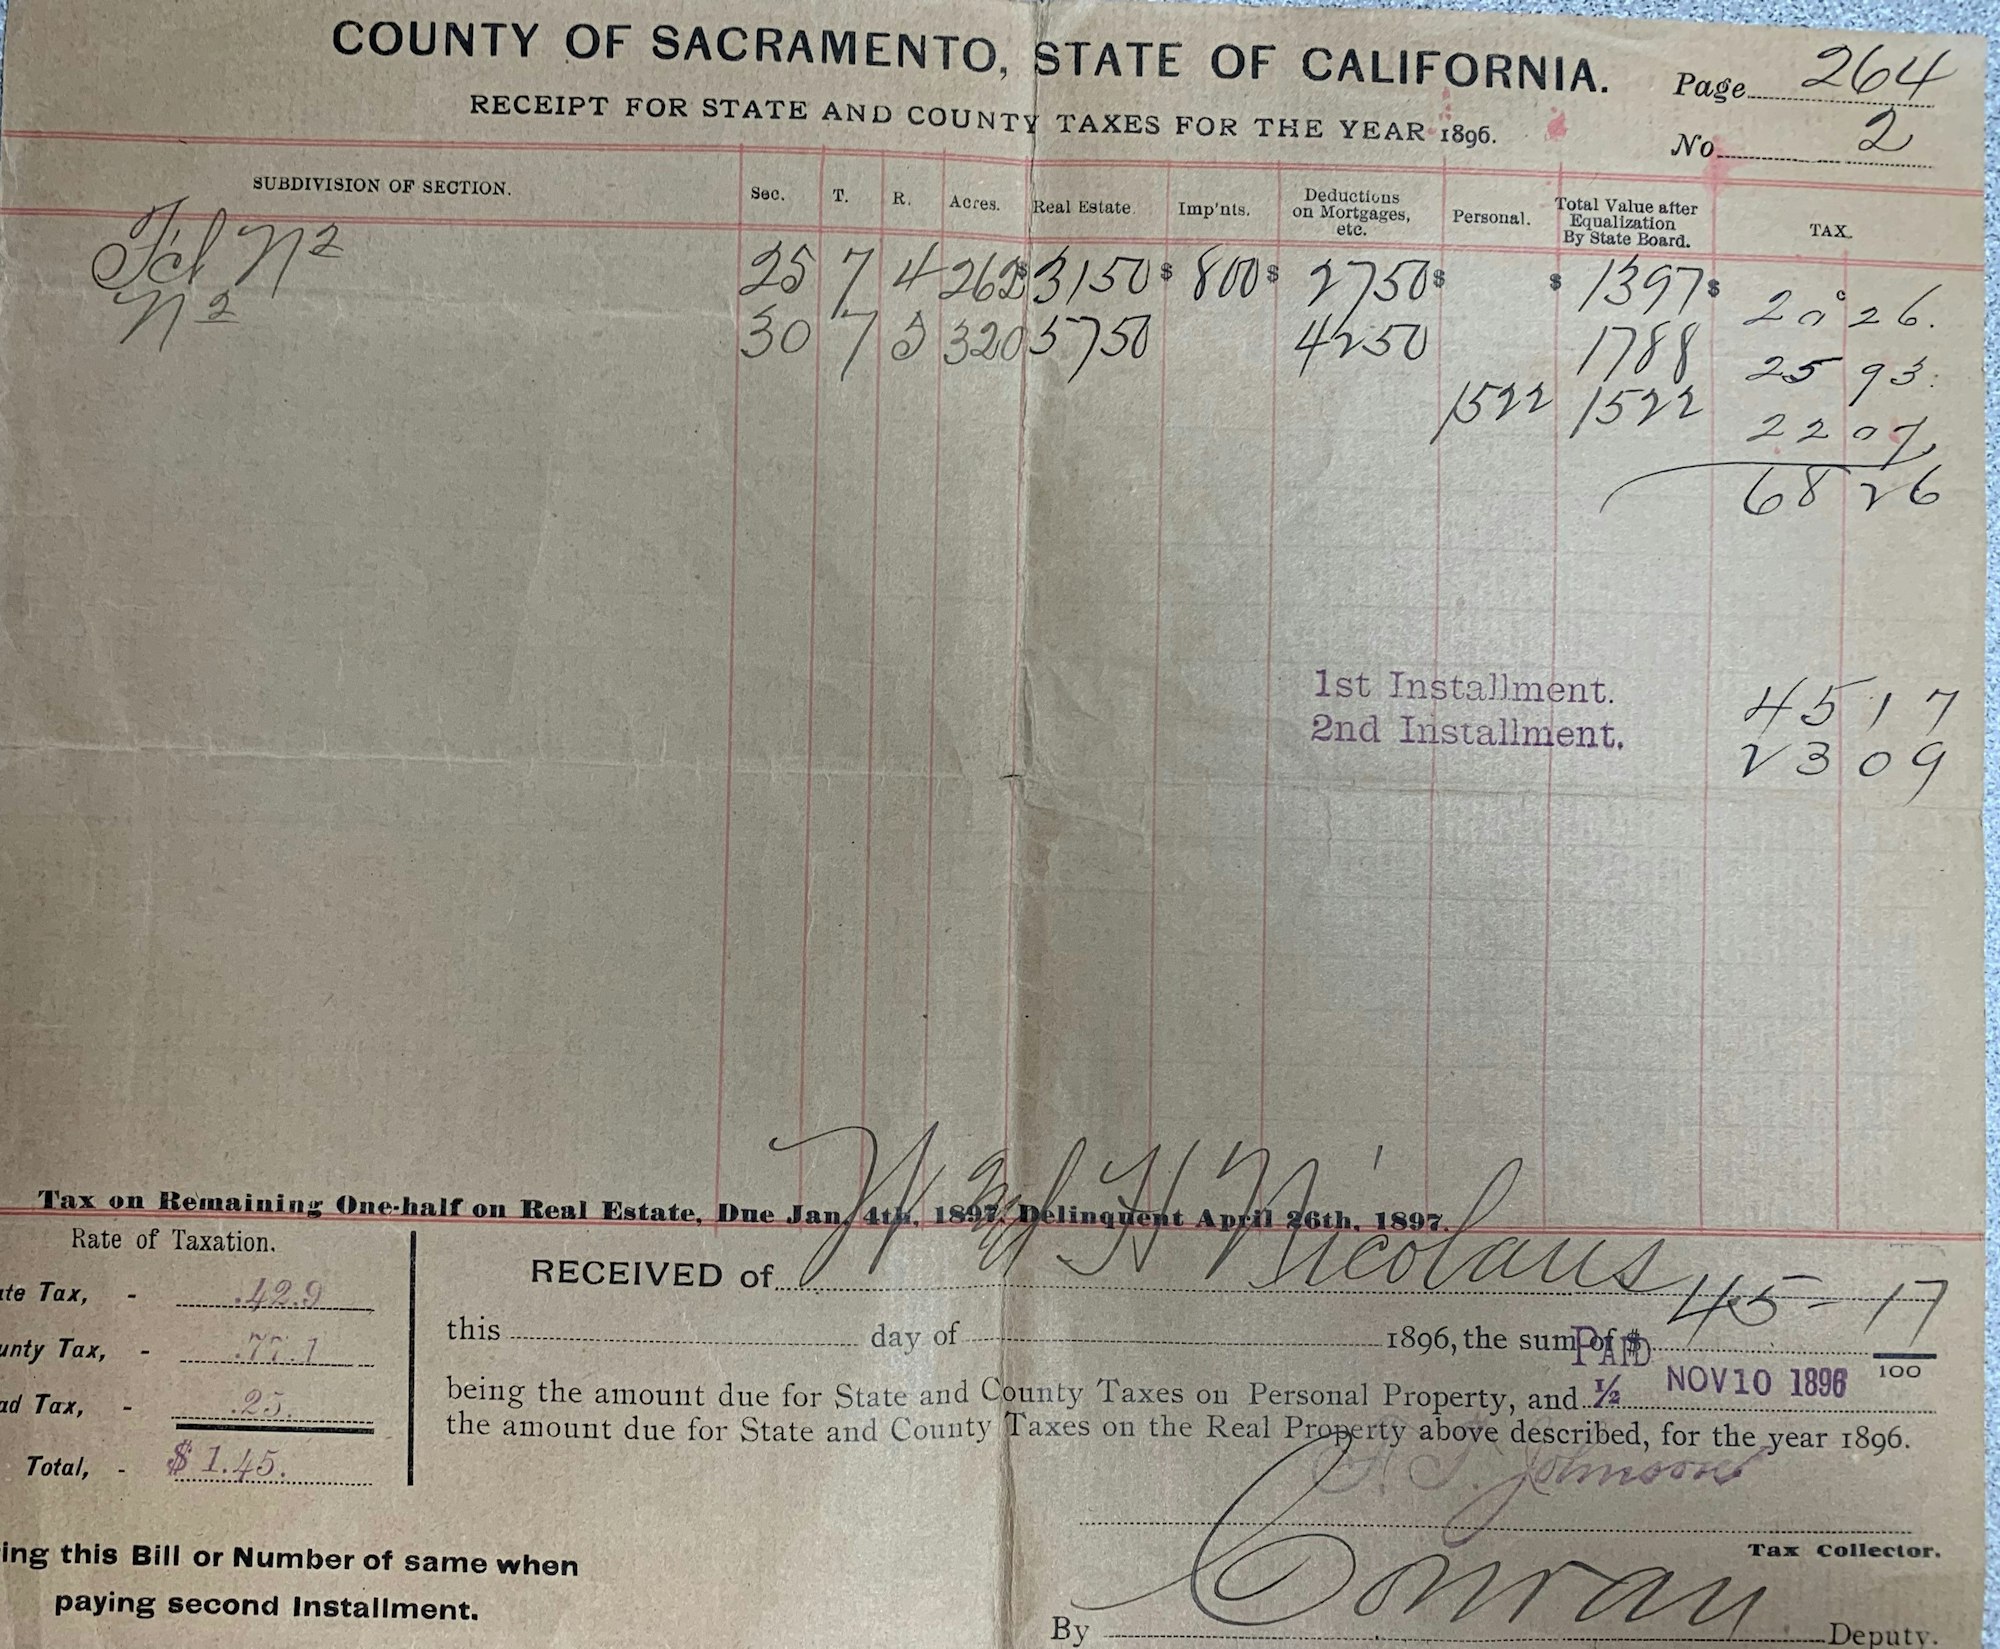 COUNTY OF SACRAMENTO, STATE OF CALIFORNIA.
Page 264
RECEIPT FOR STATE AND COUNTY TAXES FOR THE YEAR 1896.
No 2
SUBDIVISION OF SECTION. Sec. T. R. Acres. Real Estate. Imp'nts. Deductions on Mortgages, etc. Personal. Total Value after Equalization By State Board. TAX.
Fcl N 2 25 7 4 262 $ 3150 $ 800 $ 2750 $ $ 1397 $ 20 c 26.
N 2 30 7 5 320 5750 4250 1788 25 93
1522 1522 22 07
68 26
1st Installment. 45 17
2nd Installment. 23 09
Tax on Remaining One-half on Real Estate, Due Jan. 4th, 1897. Delinquent April 26th, 1897.
Rate of Taxation.
te Tax, - .42.9
unty Tax, - .77.1
ad Tax, - .25.
Total, - $ 1.45.
RECEIVED of H Nicolaus
this day of 1896, the sum of $ 45-17
100
PAID NOV 10 1896
being the amount due for State and County Taxes on Personal Property, and 1/2
the amount due for State and County Taxes on the Real Property above described, for the year 1896.
Johnson
Tax Collector.
ing this Bill or Number of same when
paying second Installment.
By Conray Deputy.